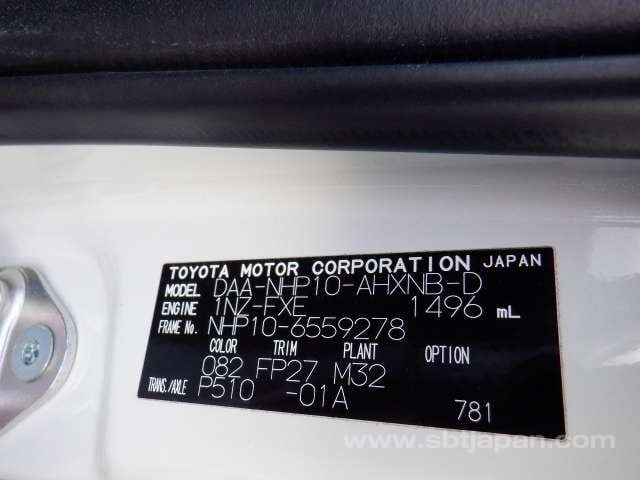 TOYOTA MOTOR CORPORATION JAPAN
MODEL DAA-NHP10-AHXNB-D
ENGINE 1NZ-FXE 1496 mL
FRAME No. NHP10-6559278
COLOR TRIM PLANT OPTION
082 FP27 M32
TRANS./AXLE P510 -01A
781
www.sbtjapan.com